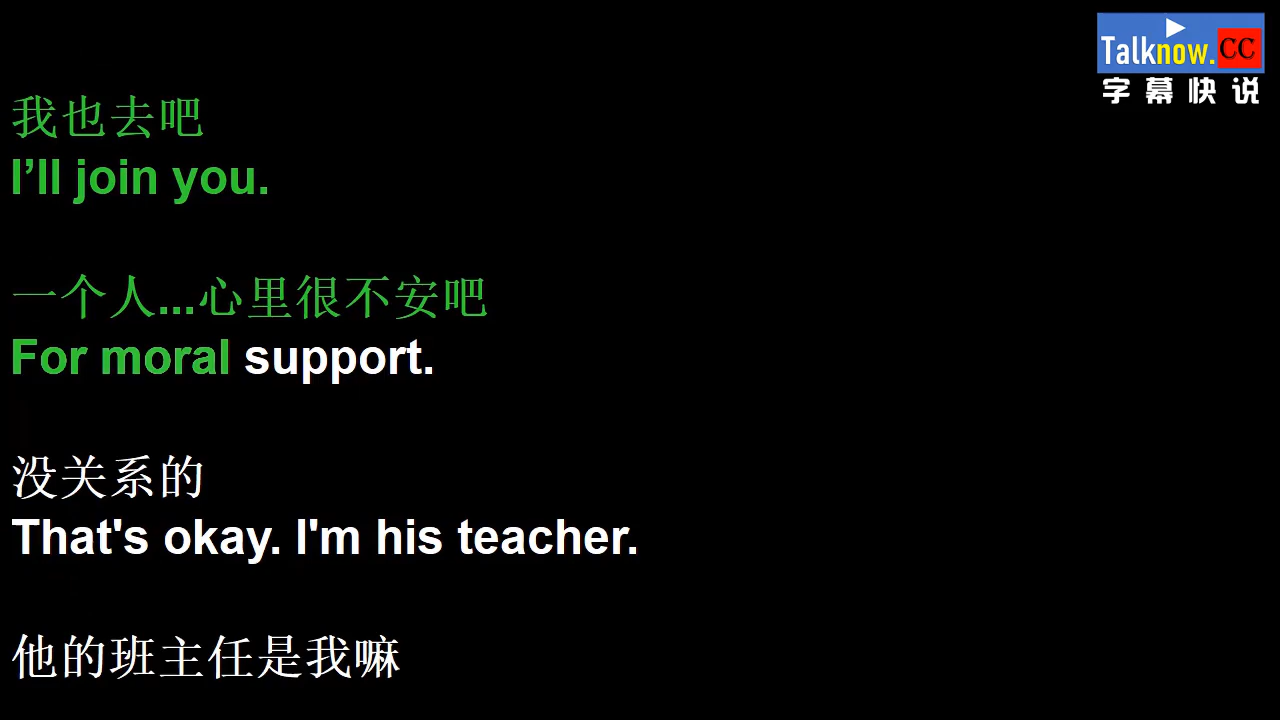 Talknow.CC
字幕快说
我也去吧
I’ll join you.
一个人...心里很不安吧
For moral support.
没关系的
That's okay. I'm his teacher.
他的班主任是我嘛